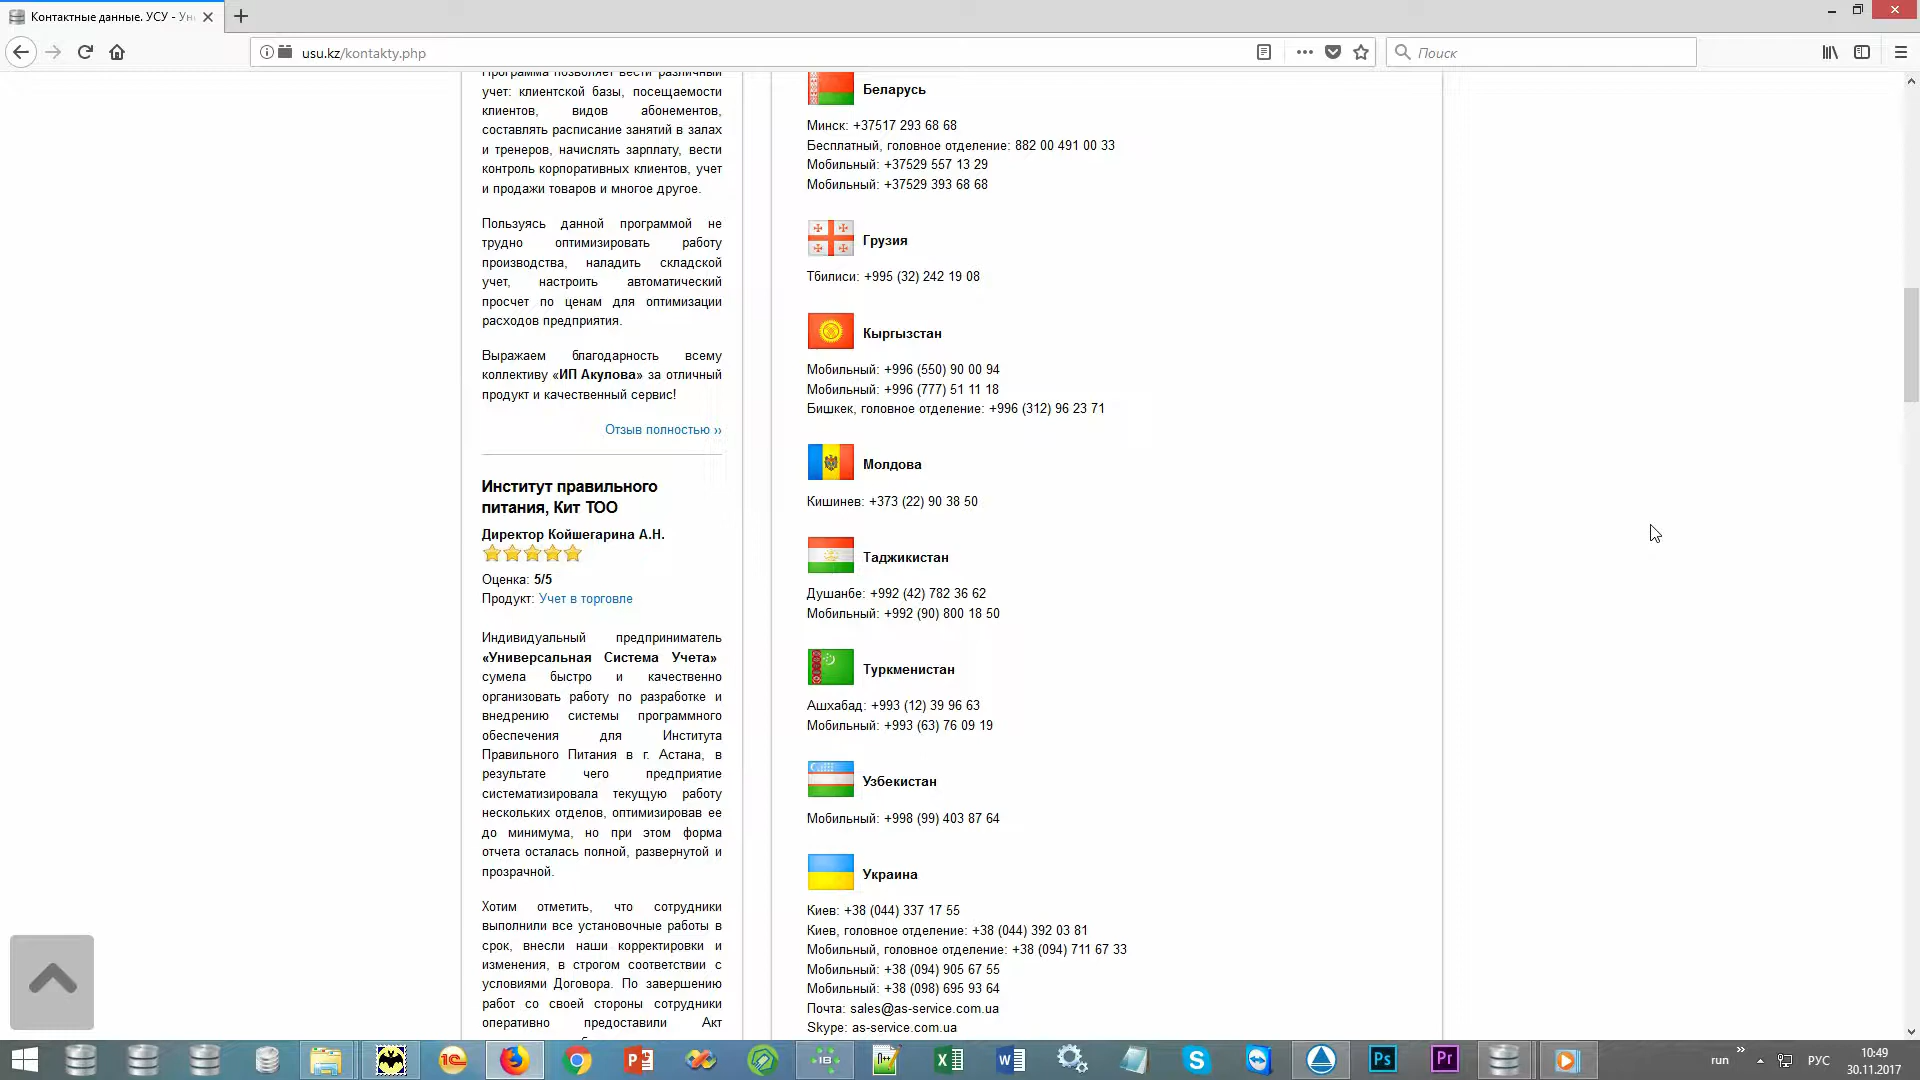 Контактные данные. УСУ - Ун
usu.kz/kontakty.php
Поиск
Программа позволяет вести различный
учет: клиентской базы, посещаемости
клиентов, видов абонементов,
составлять расписание занятий в залах
и тренеров, начислять зарплату, вести
контроль корпоративных клиентов, учет
и продажи товаров и многое другое.
Пользуясь данной программой не
трудно оптимизировать работу
производства, наладить складской
учет, настроить автоматический
просчет по ценам для оптимизации
расходов предприятия.
Выражаем благодарность всему
коллективу «ИП Акулова» за отличный
продукт и качественный сервис!
Отзыв полностью ››
Институт правильного
питания, Кит ТОО
Директор Койшегарина А.Н.
Оценка: 5/5
Продукт: Учет в торговле
Индивидуальный предприниматель
«Универсальная Система Учета»
сумела быстро и качественно
организовать работу по разработке и
внедрению системы программного
обеспечения для Института
Правильного Питания в г. Астана, в
результате чего предприятие
систематизировала текущую работу
нескольких отделов, оптимизировав ее
до минимума, но при этом форма
отчета осталась полной, развернутой и
прозрачной.
Хотим отметить, что сотрудники
выполнили все установочные работы в
срок, внесли наши корректировки и
изменения, в строгом соответствии с
условиями Договора. По завершению
работ со своей стороны сотрудники
оперативно предоставили Акт
Беларусь
Минск: +37517 293 68 68
Бесплатный, головное отделение: 882 00 491 00 33
Мобильный: +37529 557 13 29
Мобильный: +37529 393 68 68
Грузия
Тбилиси: +995 (32) 242 19 08
Кыргызстан
Мобильный: +996 (550) 90 00 94
Мобильный: +996 (777) 51 11 18
Бишкек, головное отделение: +996 (312) 96 23 71
Молдова
Кишинев: +373 (22) 90 38 50
Таджикистан
Душанбе: +992 (42) 782 36 62
Мобильный: +992 (90) 800 18 50
Туркменистан
Ашхабад: +993 (12) 39 96 63
Мобильный: +993 (63) 76 09 19
Узбекистан
Мобильный: +998 (99) 403 87 64
Украина
Киев: +38 (044) 337 17 55
Киев, головное отделение: +38 (044) 392 03 81
Мобильный, головное отделение: +38 (094) 711 67 33
Мобильный: +38 (094) 905 67 55
Мобильный: +38 (098) 695 93 64
Почта: sales@as-service.com.ua
Skype: as-service.com.ua
run
РУС
10:49
30.11.2017